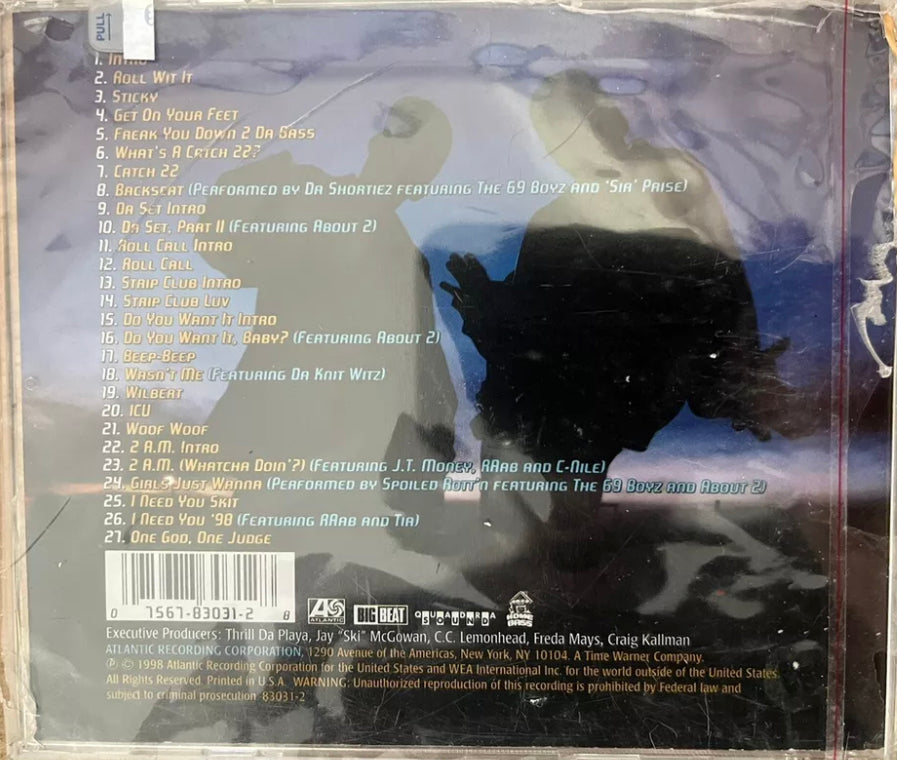 PULL
1. Intro
2. Roll Wit It
3. Sticky
4. Get On Your Feet
5. Freak You Down 2 Da Bass
6. What's A Catch 22?
7. Catch 22
8. Backseat (Performed by Da Shortiez featuring The 69 Boyz and 'Sir' Prise)
9. Da Set Intro
10. Da Set, Part II (Featuring About 2)
11. Roll Call Intro
12. Roll Call
13. Strip Club Intro
14. Strip Club Luv
15. Do You Want It Intro
16. Do You Want It, Baby? (Featuring About 2)
17. Beep-Beep
18. Wasn't Me (Featuring Da Knit Witz)
19. Wilbert
20. ICU
21. Woof Woof
22. 2 A.M. Intro
23. 2 A.M. (Whatcha Doin'?) (Featuring J.T. Money, RAab and C-Nile)
24. Girls Just Wanna (Performed by Spoiled Rott'n featuring The 69 Boyz and About 2)
25. I Need You Skit
26. I Need You '98 (Featuring RAab and Tia)
27. One God, One Judge
0 7567-83031-2 8
ATLANTIC BIG BEAT QUADRASOUND HOME BASS
Executive Producers: Thrill Da Playa, Jay "Ski" McGowan, C.C. Lemonhead, Freda Mays, Craig Kallman
ATLANTIC RECORDING CORPORATION, 1290 Avenue of the Americas, New York, NY 10104. A Time Warner Company.
℗ © 1998 Atlantic Recording Corporation for the United States and WEA International Inc. for the world outside of the United States.
All Rights Reserved. Printed in U.S.A. WARNING: Unauthorized reproduction of this recording is prohibited by Federal law and
subject to criminal prosecution 83031-2